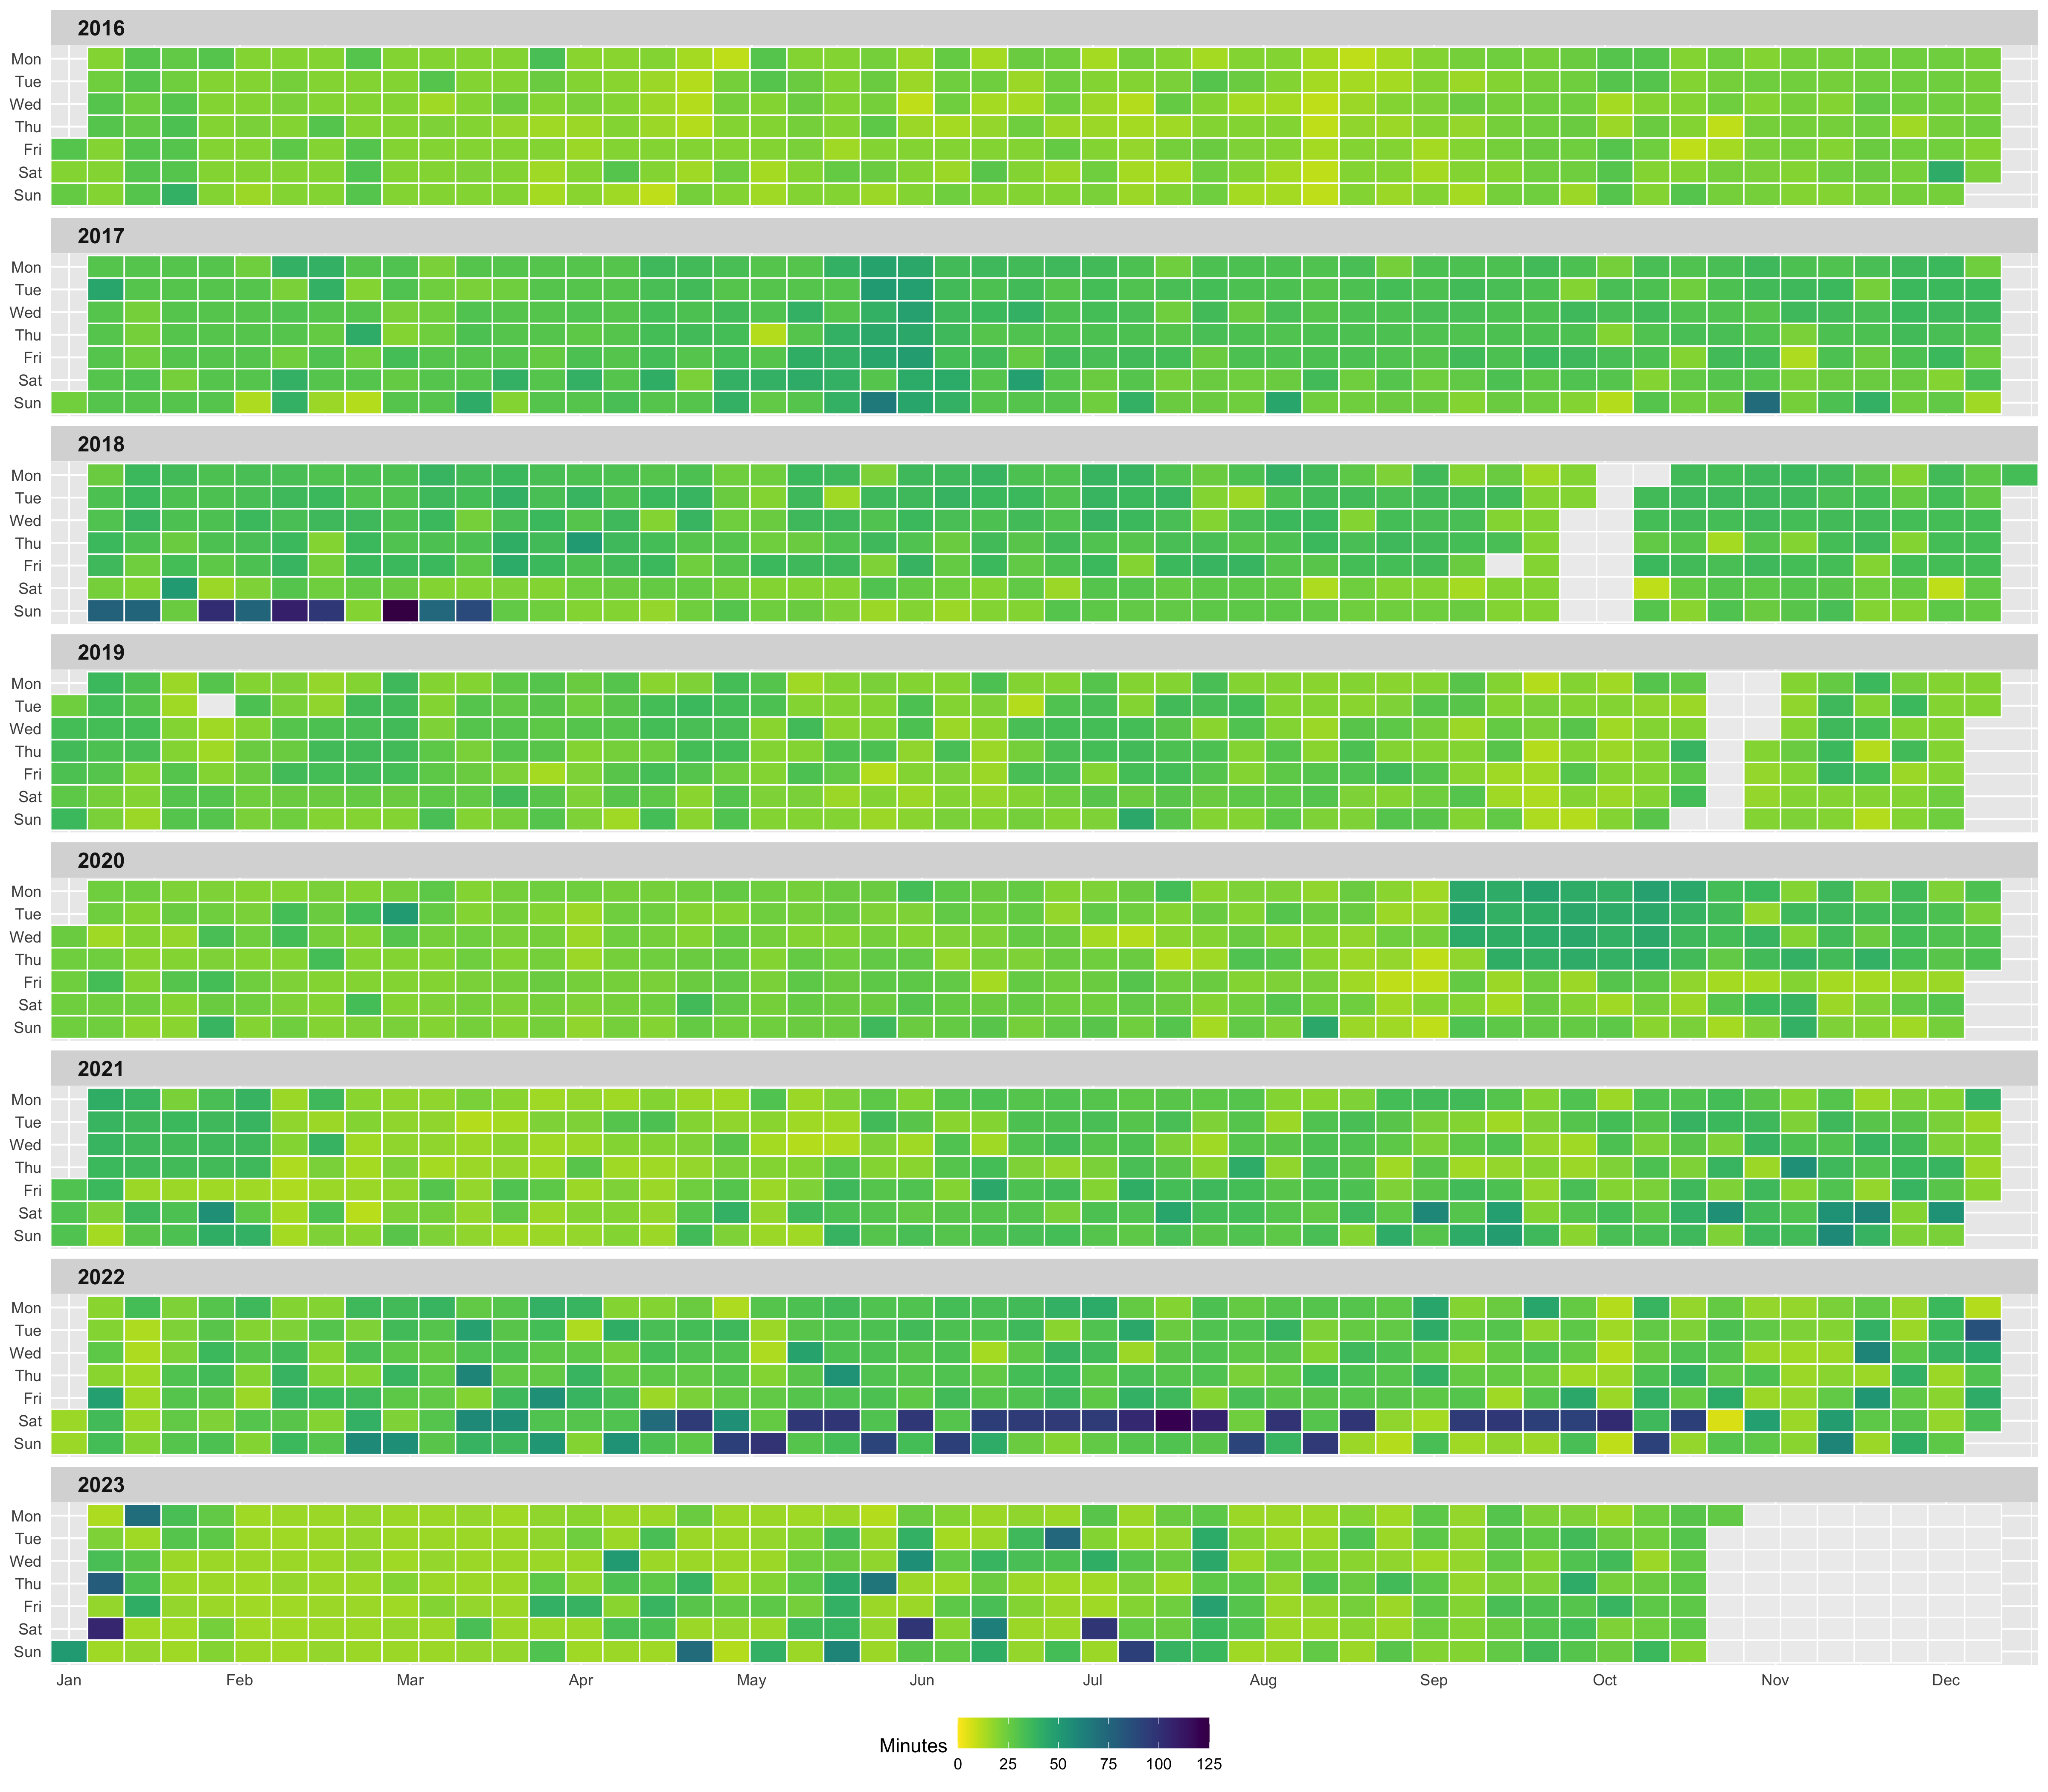 2016
Mon
Tue
Wed
Thu
Fri
Sat
Sun
2017
Mon
Tue
Wed
Thu
Fri
Sat
Sun
2018
Mon
Tue
Wed
Thu
Fri
Sat
Sun
2019
Mon
Tue
Wed
Thu
Fri
Sat
Sun
2020
Mon
Tue
Wed
Thu
Fri
Sat
Sun
2021
Mon
Tue
Wed
Thu
Fri
Sat
Sun
2022
Mon
Tue
Wed
Thu
Fri
Sat
Sun
2023
Mon
Tue
Wed
Thu
Fri
Sat
Sun
Jan Feb Mar Apr May Jun Jul Aug Sep Oct Nov Dec
Minutes
0 25 50 75 100 125